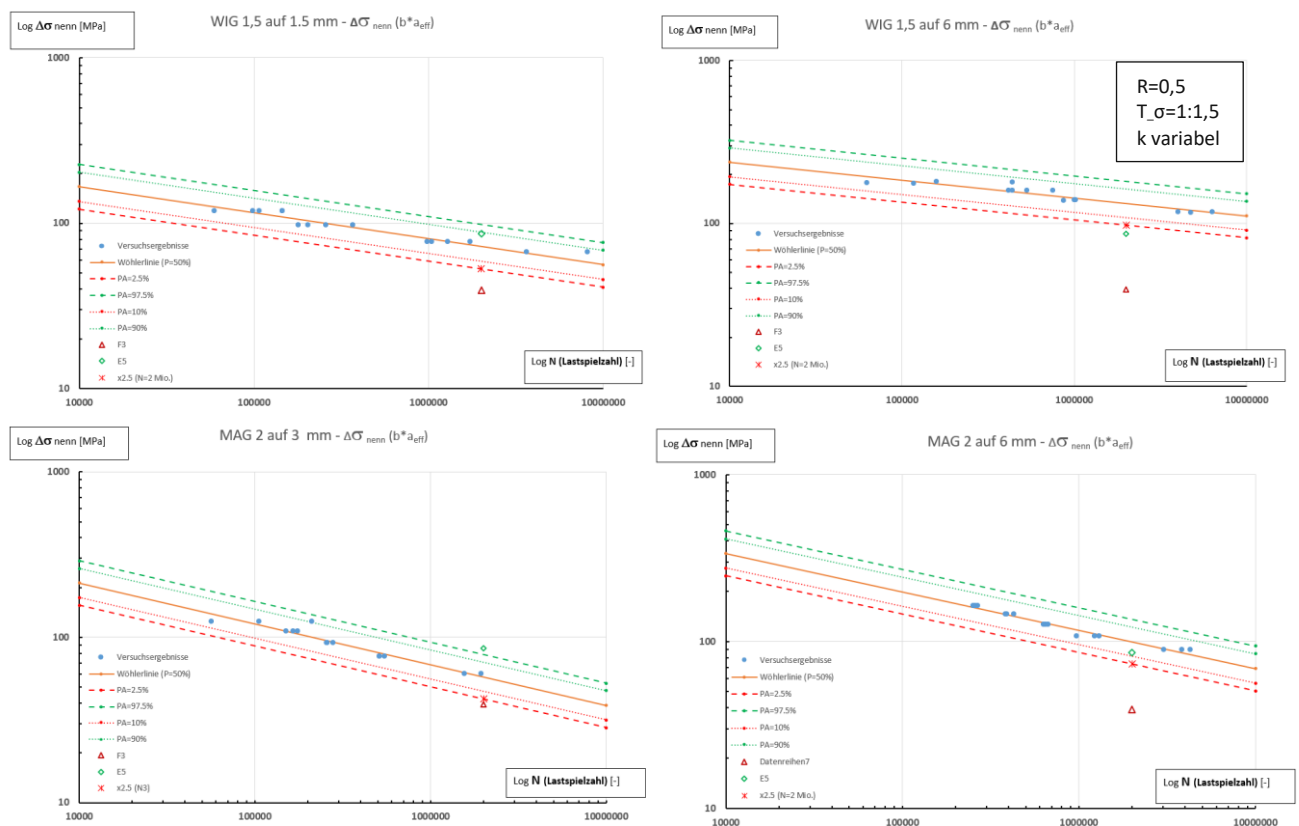 Log Δσ nenn [MPa]
WIG 1,5 auf 1.5 mm - Δσ nenn (b*a_eff)
1000
100
10
Versuchsergebnisse
Wöhlerlinie (P=50%)
PA=2.5%
PA=97.5%
PA=10%
PA=90%
F3
E5
x2.5 (N=2 Mio.)
Log N (Lastspielzahl) [-]
10000 100000 1000000 10000000
Log Δσ nenn [MPa]
WIG 1,5 auf 6 mm - Δσ nenn (b*a_eff)
R=0,5
T_σ=1:1,5
k variabel
1000
100
10
Versuchsergebnisse
Wöhlerlinie (P=50%)
PA=2.5%
PA=97.5%
PA=10%
PA=90%
F3
E5
x2.5 (N=2 Mio.)
Log N (Lastspielzahl) [-]
10000 100000 1000000 10000000
Log Δσ nenn [MPa]
MAG 2 auf 3 mm - Δσ nenn (b*a_eff)
1000
100
10
Versuchsergebnisse
Wöhlerlinie (P=50%)
PA=2.5%
PA=97.5%
PA=10%
PA=90%
F3
E5
x2.5 (N3)
Log N (Lastspielzahl) [-]
10000 100000 1000000 10000000
Log Δσ nenn [MPa]
MAG 2 auf 6 mm - Δσ nenn (b*a_eff)
1000
100
10
Versuchsergebnisse
Wöhlerlinie (P=50%)
PA=2.5%
PA=97.5%
PA=10%
PA=90%
Datenreihen7
E5
x2.5 (N=2 Mio.)
Log N (Lastspielzahl) [-]
10000 100000 1000000 10000000